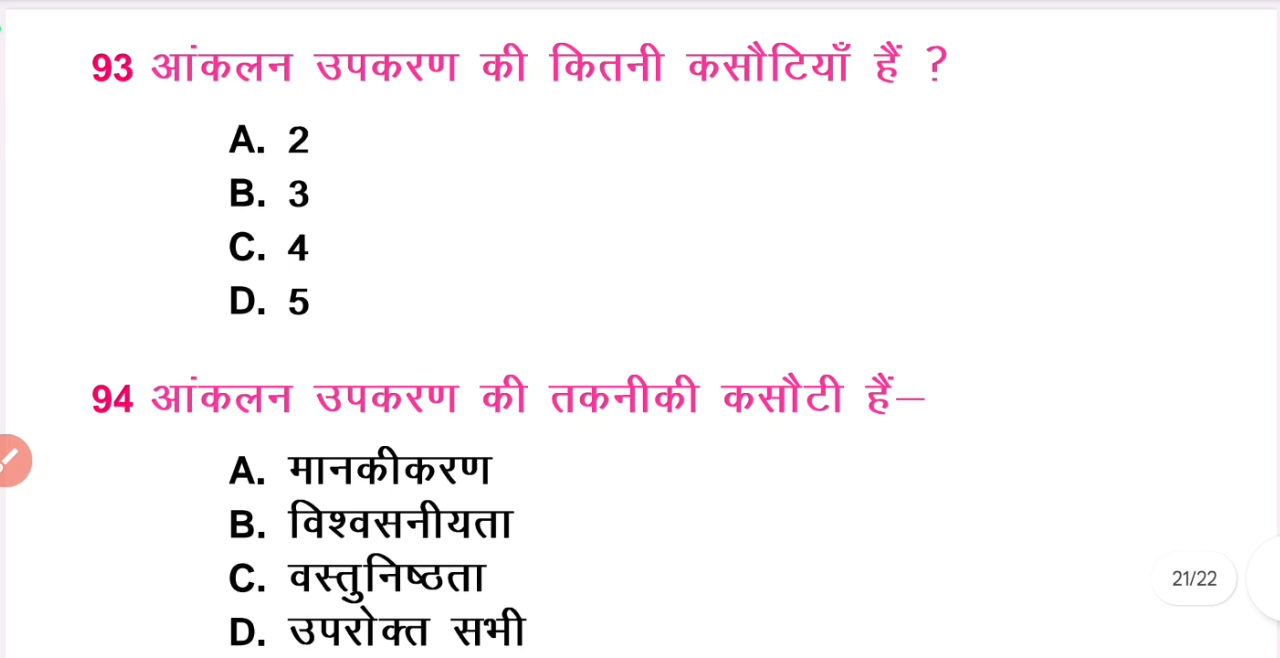 93 आंकलन उपकरण की कितनी कसौटियाँ हैं ?
A. 2
B. 3
C. 4
D. 5
94 आंकलन उपकरण की तकनीकी कसौटी हैं–
A. मानकीकरण
B. विश्वसनीयता
C. वस्तुनिष्ठता
D. उपरोक्त सभी
21/22